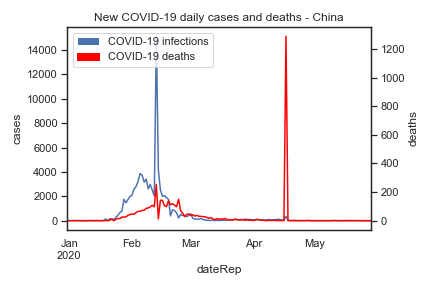 New COVID-19 daily cases and deaths - China
COVID-19 infections
COVID-19 deaths
14000
12000
10000
8000
6000
4000
2000
0
cases
1200
1000
800
600
400
200
0
deaths
Jan
2020
Feb
Mar
Apr
May
dateRep